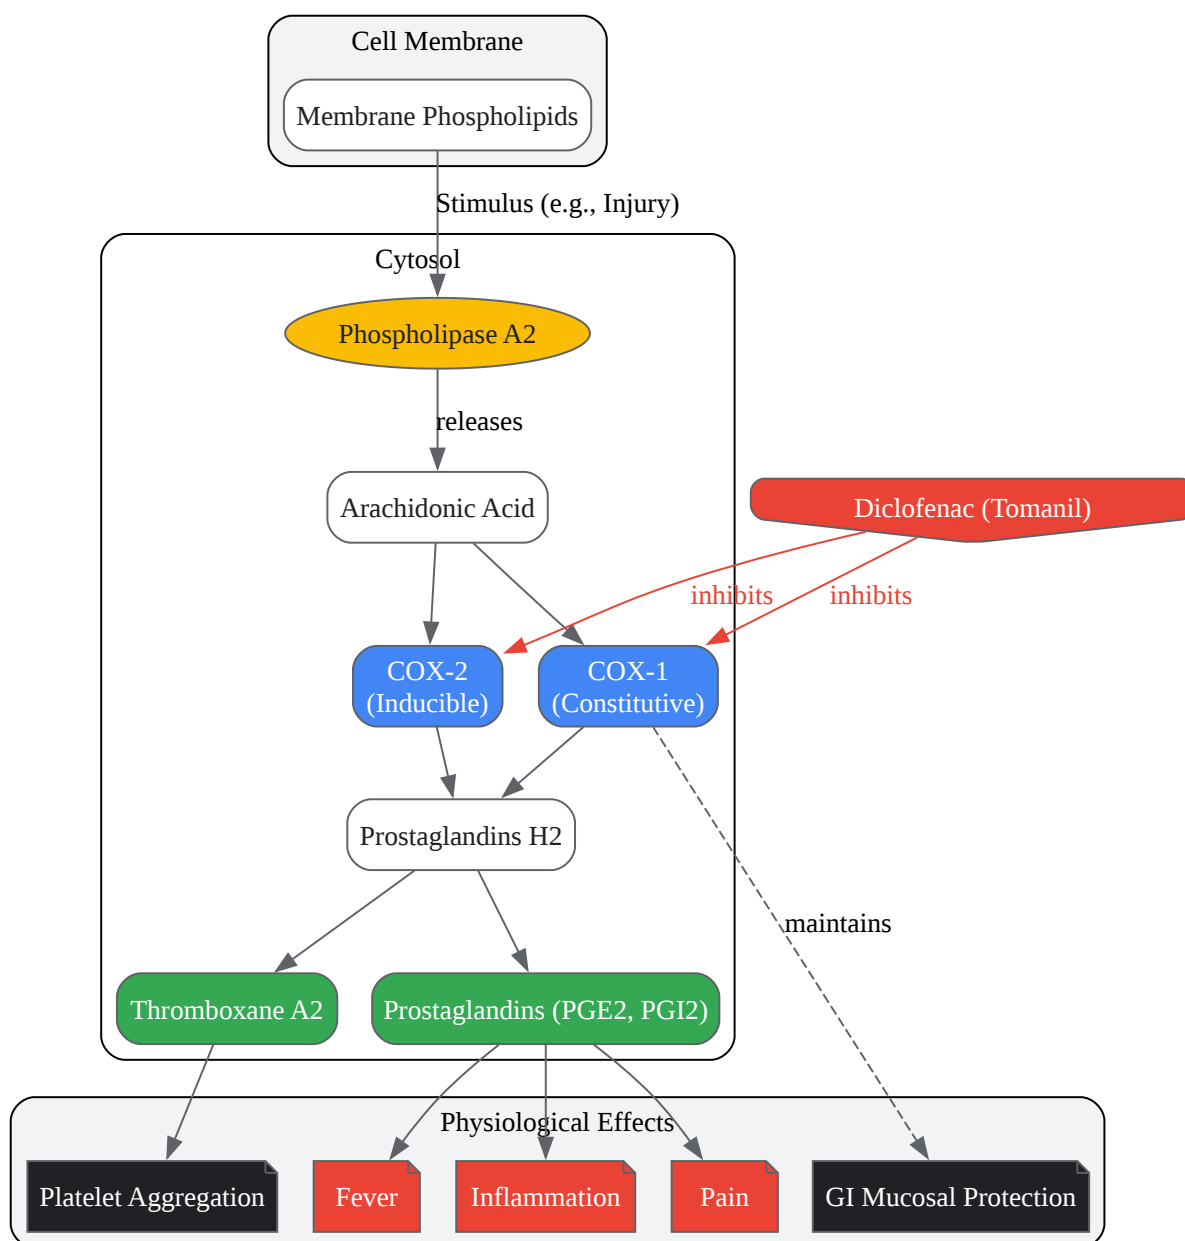 Cell Membrane
Membrane Phospholipids
Stimulus (e.g., Injury)
Cytosol
Phospholipase A2
releases
Arachidonic Acid
Diclofenac (Tomanil)
inhibits
inhibits
COX-2
(Inducible)
COX-1
(Constitutive)
Prostaglandins H2
maintains
Thromboxane A2
Prostaglandins (PGE2, PGI2)
Physiological Effects
Platelet Aggregation
Fever
Inflammation
Pain
GI Mucosal Protection